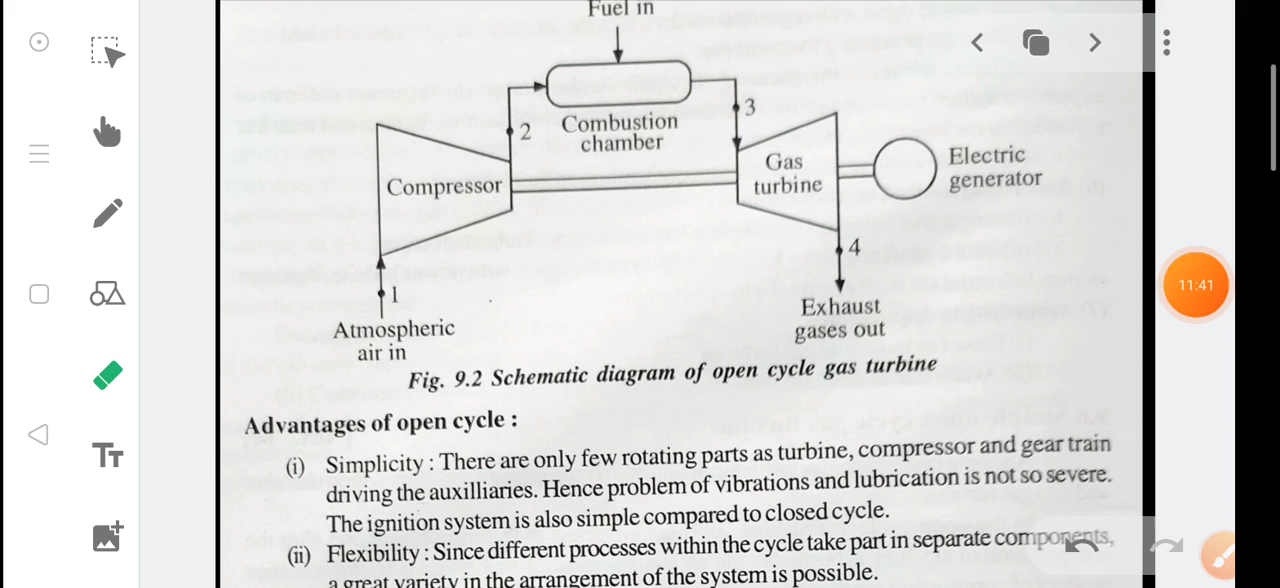 Fuel in
Combustion
chamber
2
3
Compressor
Gas
turbine
Electric
generator
1
4
Atmospheric
air in
Exhaust
gases out
Fig. 9.2 Schematic diagram of open cycle gas turbine
Advantages of open cycle :
(i) Simplicity : There are only few rotating parts as turbine, compressor and gear train
driving the auxilliaries. Hence problem of vibrations and lubrication is not so severe.
The ignition system is also simple compared to closed cycle.
(ii) Flexibility : Since different processes within the cycle take part in separate components,
a great variety in the arrangement of the system is possible.
11:41
TT